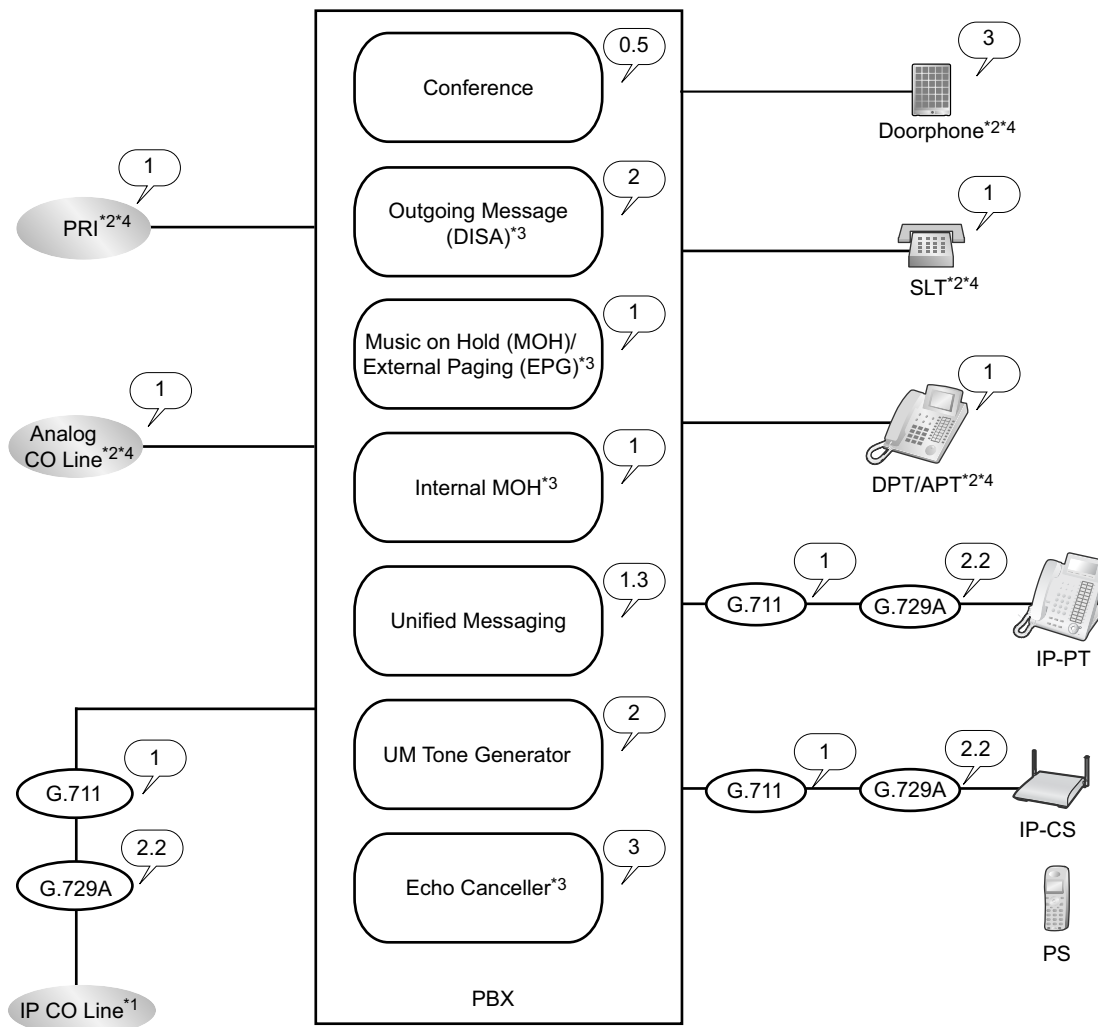 0.5
Conference
3
Doorphone*2*4
1
PRI*2*4
2
Outgoing Message
(DISA)*3
1
SLT*2*4
1
Music on Hold (MOH)/
External Paging (EPG)*3
1
Analog
CO Line*2*4
1
DPT/APT*2*4
1
Internal MOH*3
1.3
Unified Messaging
1
G.711
2.2
G.729A
IP-PT
2
UM Tone Generator
1
G.711
2.2
G.729A
IP-CS
1
G.711
2.2
G.729A
3
Echo Canceller*3
PS
IP CO Line*1
PBX